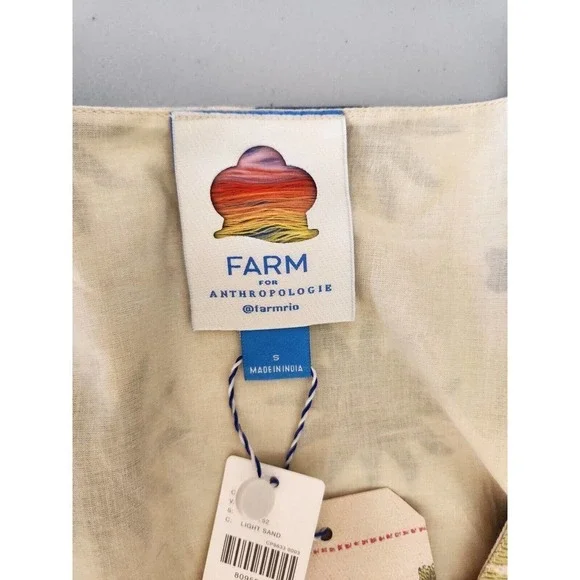 FARM
FOR
ANTHROPOLOGIE
@farmrio
S
MADE IN INDIA
C: LIGHT SAND